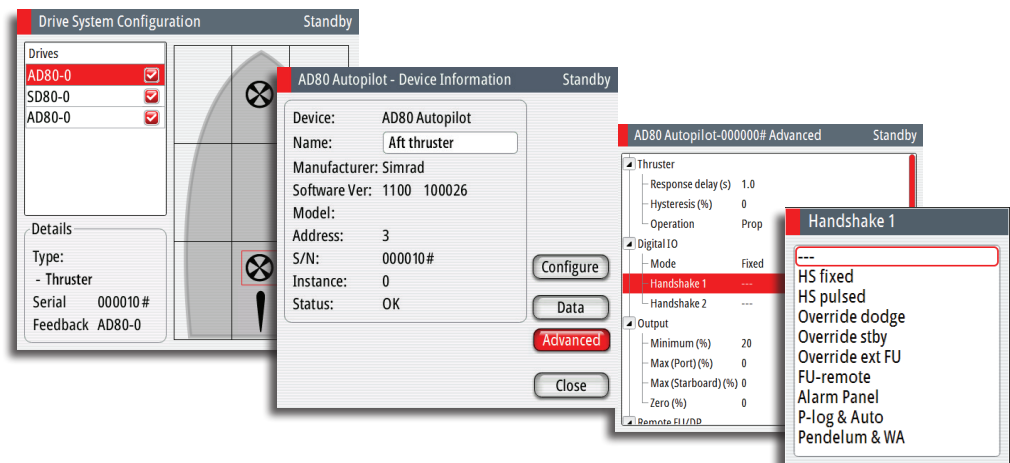 Drive System Configuration Standby
Drives
AD80-0
SD80-0
AD80-0
Details
Type:
- Thruster
Serial 000010#
Feedback AD80-0
AD80 Autopilot - Device Information Standby
Device: AD80 Autopilot
Name: Aft thruster
Manufacturer: Simrad
Software Ver: 1100 100026
Model:
Address: 3
S/N: 000010#
Instance: 0
Status: OK
Configure
Data
Advanced
Close
AD80 Autopilot-000000# Advanced Standby
Thruster
Response delay (s) 1.0
Hysteresis (%) 0
Operation Prop
Digital IO
Mode Fixed
Handshake 1 ---
Handshake 2 ---
Output
Minimum (%) 20
Max (Port) (%) 0
Max (Starboard) (%) 0
Zero (%) 0
Remote FU/DP
Handshake 1
---
HS fixed
HS pulsed
Override dodge
Override stby
Override ext FU
FU-remote
Alarm Panel
P-log & Auto
Pendelum & WA